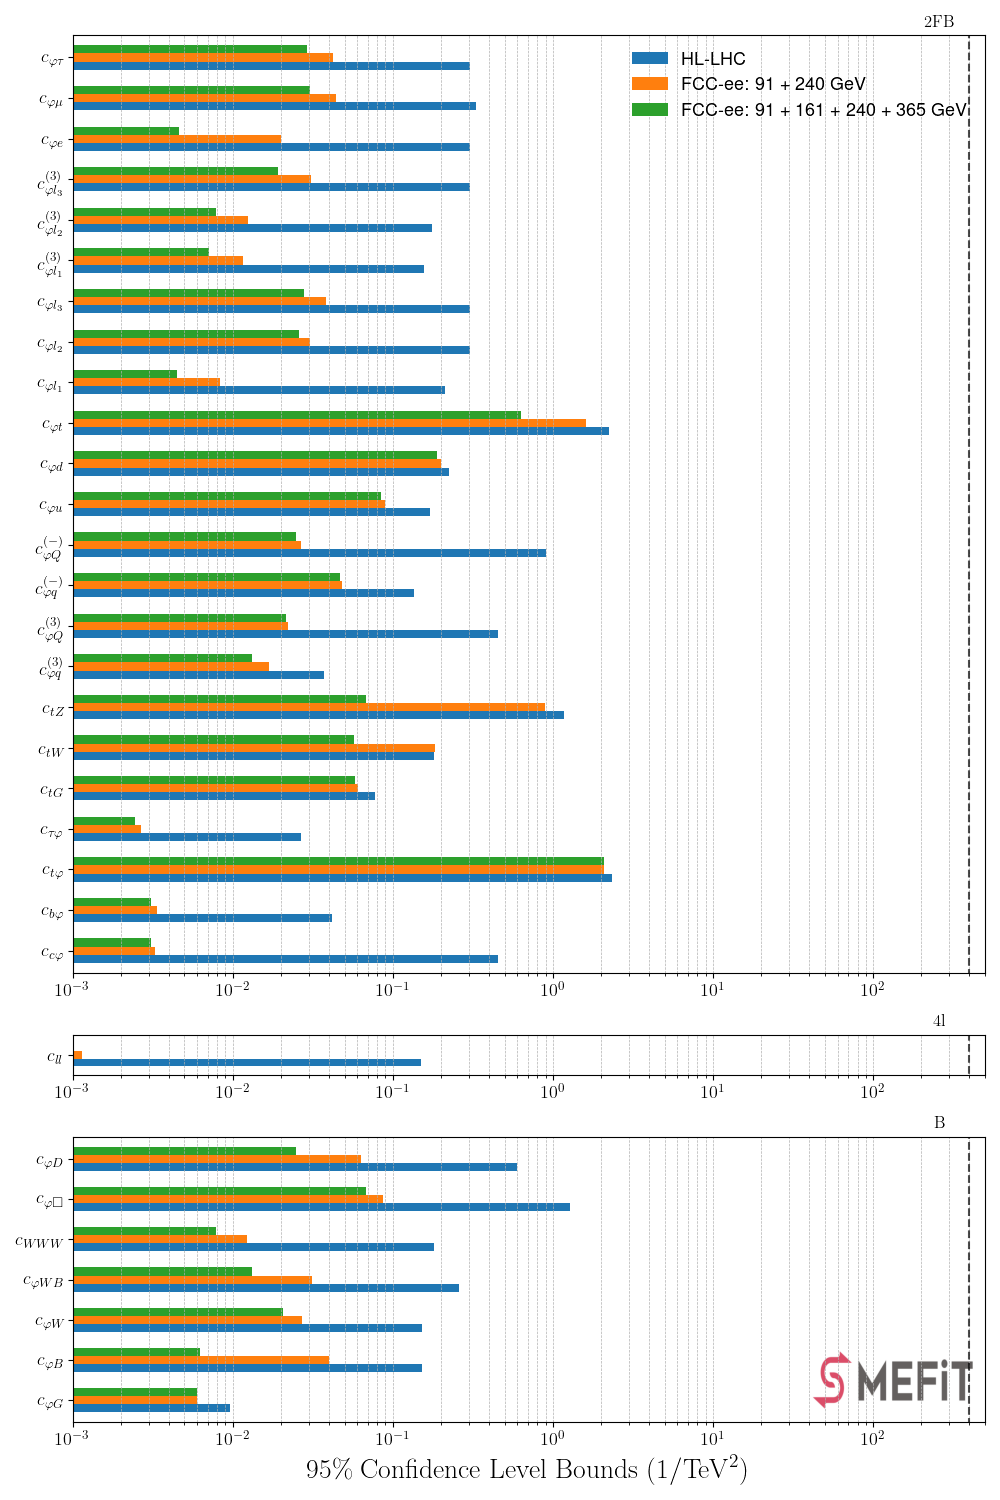 2FB
HL-LHC
FCC-ee: 91 + 240 GeV
FCC-ee: 91 + 161 + 240 + 365 GeV
c_{φτ}
c_{φμ}
c_{φe}
c^{(3)}_{φl_3}
c^{(3)}_{φl_2}
c^{(3)}_{φl_1}
c_{φl_3}
c_{φl_2}
c_{φl_1}
c_{φt}
c_{φd}
c_{φu}
c^{(−)}_{φQ}
c^{(−)}_{φq}
c^{(3)}_{φQ}
c^{(3)}_{φq}
c_{tZ}
c_{tW}
c_{tG}
c_{τφ}
c_{tφ}
c_{bφ}
c_{cφ}
10^{−3} 10^{−2} 10^{−1} 10^{0} 10^{1} 10^{2}
4l
c_{ll}
10^{−3} 10^{−2} 10^{−1} 10^{0} 10^{1} 10^{2}
B
c_{φD}
c_{φ□}
c_{WWW}
c_{φWB}
c_{φW}
c_{φB}
c_{φG}
SMEFiT
10^{−3} 10^{−2} 10^{−1} 10^{0} 10^{1} 10^{2}
95% Confidence Level Bounds (1/TeV^{2})